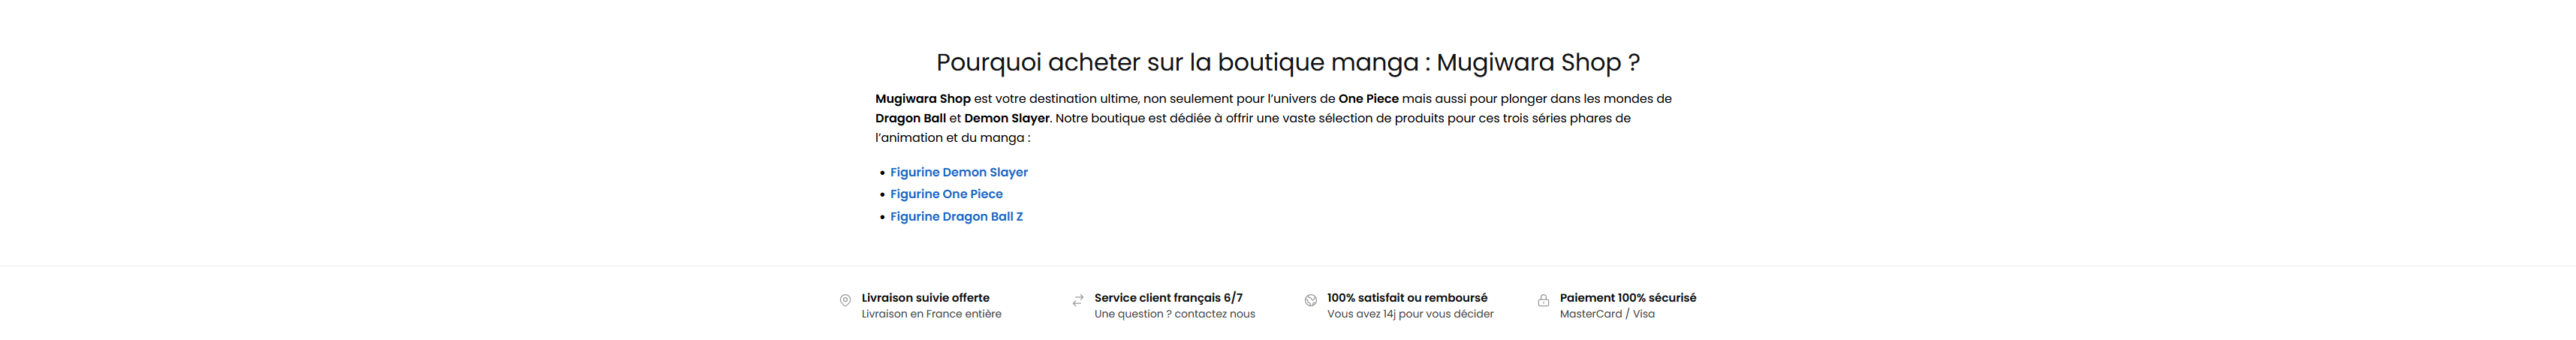 Pourquoi acheter sur la boutique manga : Mugiwara Shop ?
Mugiwara Shop est votre destination ultime, non seulement pour l’univers de One Piece mais aussi pour plonger dans les mondes de
Dragon Ball et Demon Slayer. Notre boutique est dédiée à offrir une vaste sélection de produits pour ces trois séries phares de
l’animation et du manga :
• Figurine Demon Slayer
• Figurine One Piece
• Figurine Dragon Ball Z
Livraison suivie offerte
Livraison en France entière
Service client français 6/7
Une question ? contactez nous
100% satisfait ou remboursé
Vous avez 14j pour vous décider
Paiement 100% sécurisé
MasterCard / Visa